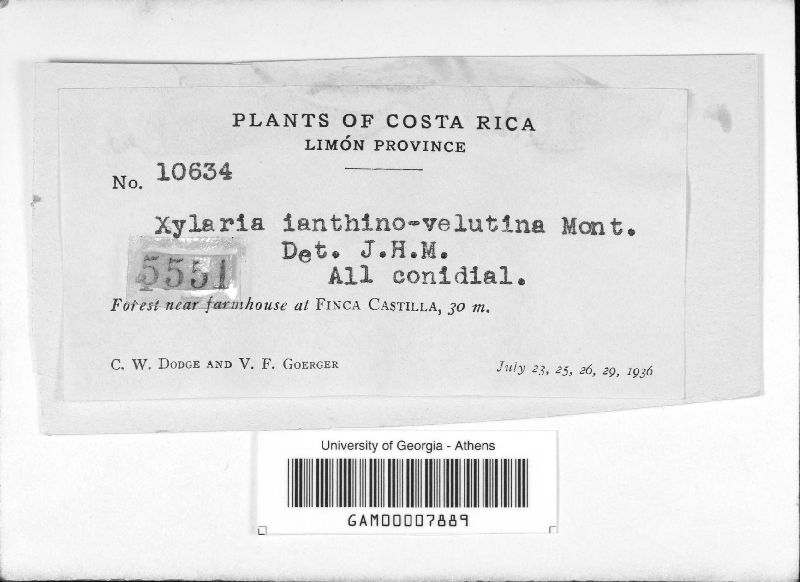 PLANTS OF COSTA RICA
LIMÓN PROVINCE
No. 10634
Xylaria ianthino-velutina Mont.
Det. J.H.M.
5551
All conidial.
Forest near farmhouse at FINCA CASTILLA, 30 m.
C. W. DODGE AND V. F. GOERGER
July 23, 25, 26, 29, 1936
University of Georgia - Athens
GAM00007889